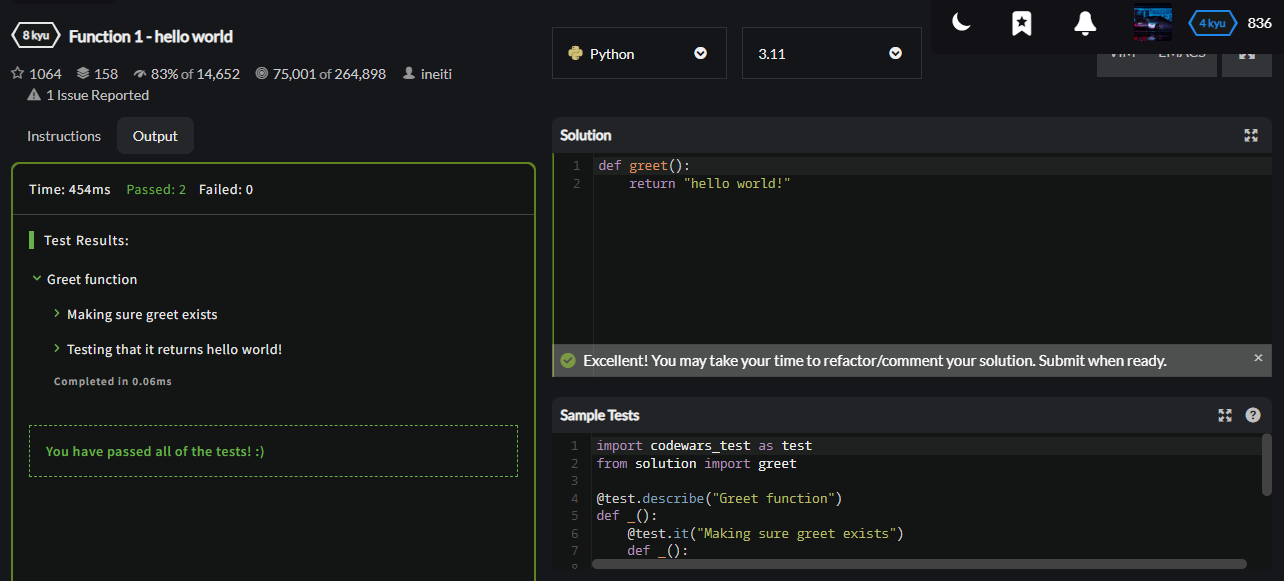 8 kyu Function 1 - hello world
1064 158 83% of 14,652 75,001 of 264,898 ineiti
1 Issue Reported
Instructions Output
Time: 454ms Passed: 2 Failed: 0
Test Results:
Greet function
Making sure greet exists
Testing that it returns hello world!
Completed in 0.06ms
You have passed all of the tests! :)
4 kyu 836
Python 3.11
VIM EMACS
Solution
1 def greet():
2 return "hello world!"
Excellent! You may take your time to refactor/comment your solution. Submit when ready.
Sample Tests
1 import codewars_test as test
2 from solution import greet
3
4 @test.describe("Greet function")
5 def _():
6 @test.it("Making sure greet exists")
7 def _():
8